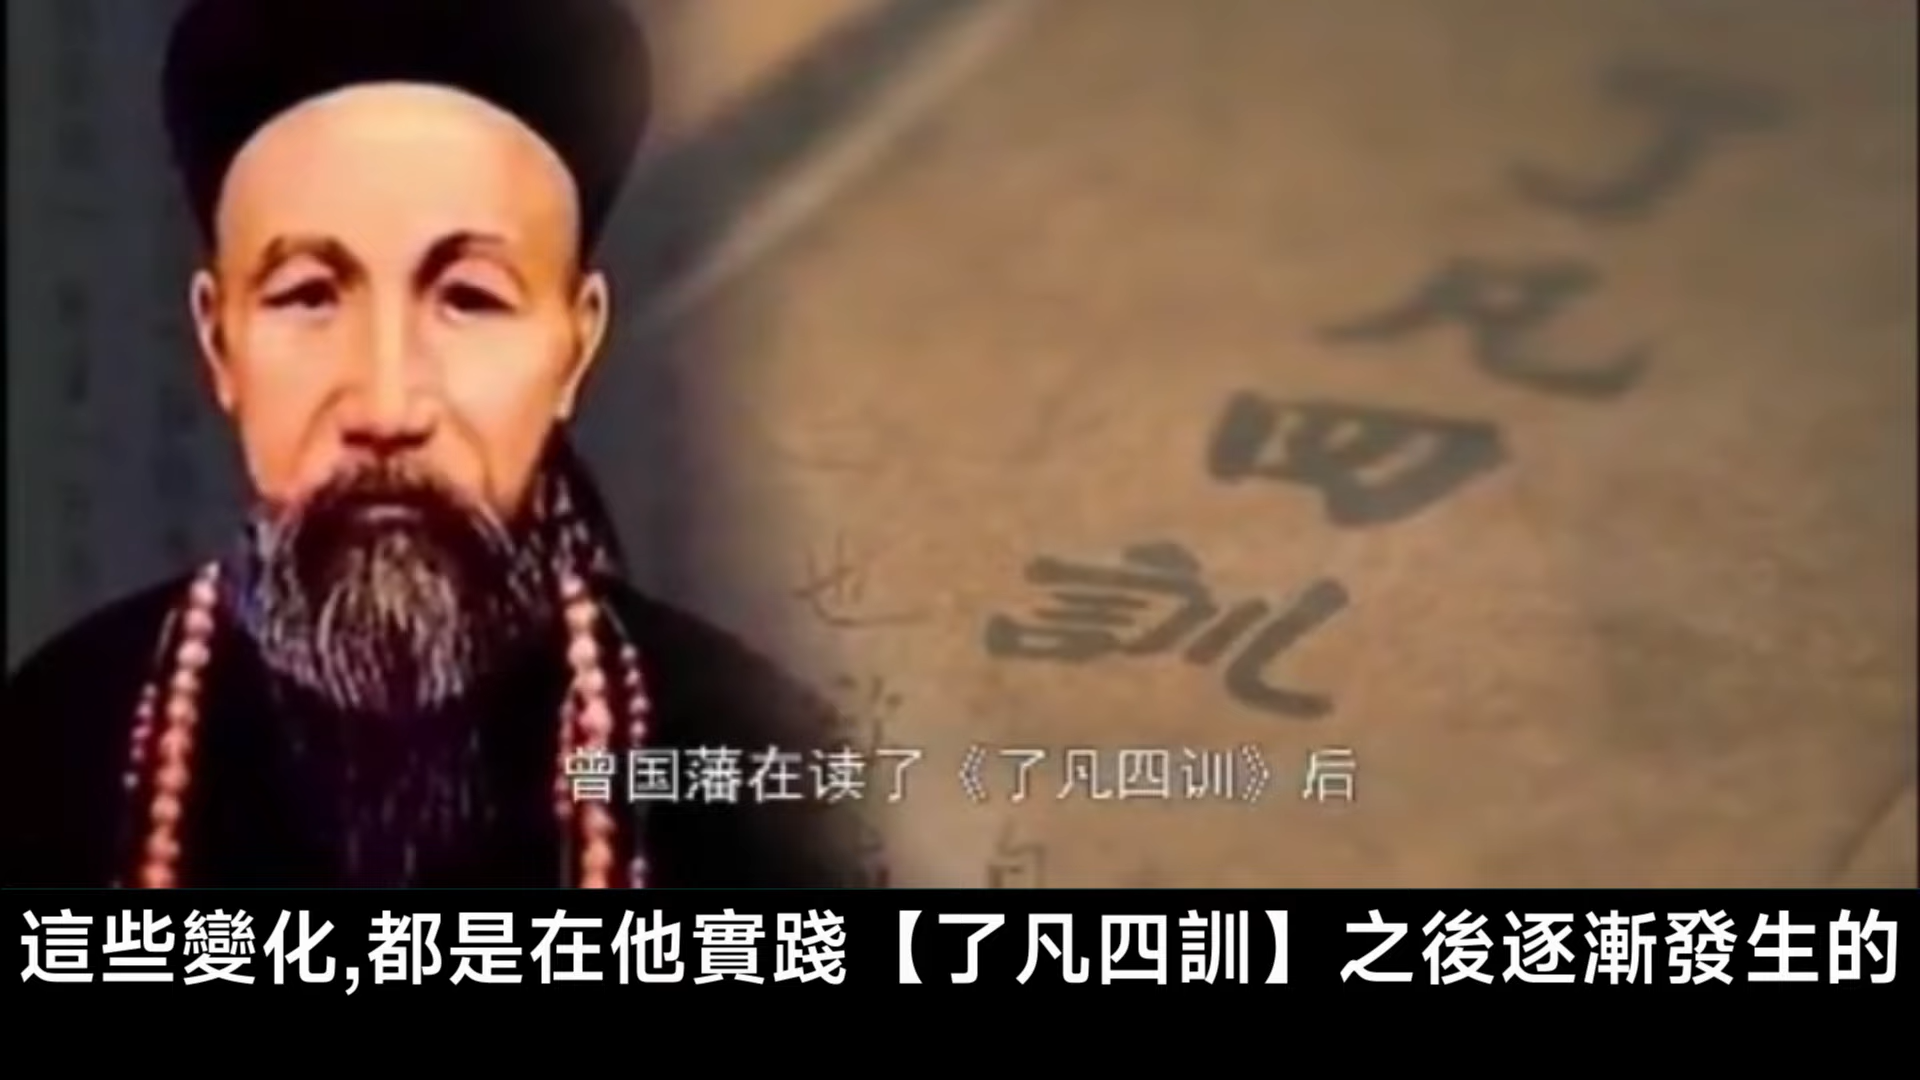 了凡四訓
也
曾国藩在读了《了凡四训》后
這些變化,都是在他實踐【了凡四訓】之後逐漸發生的